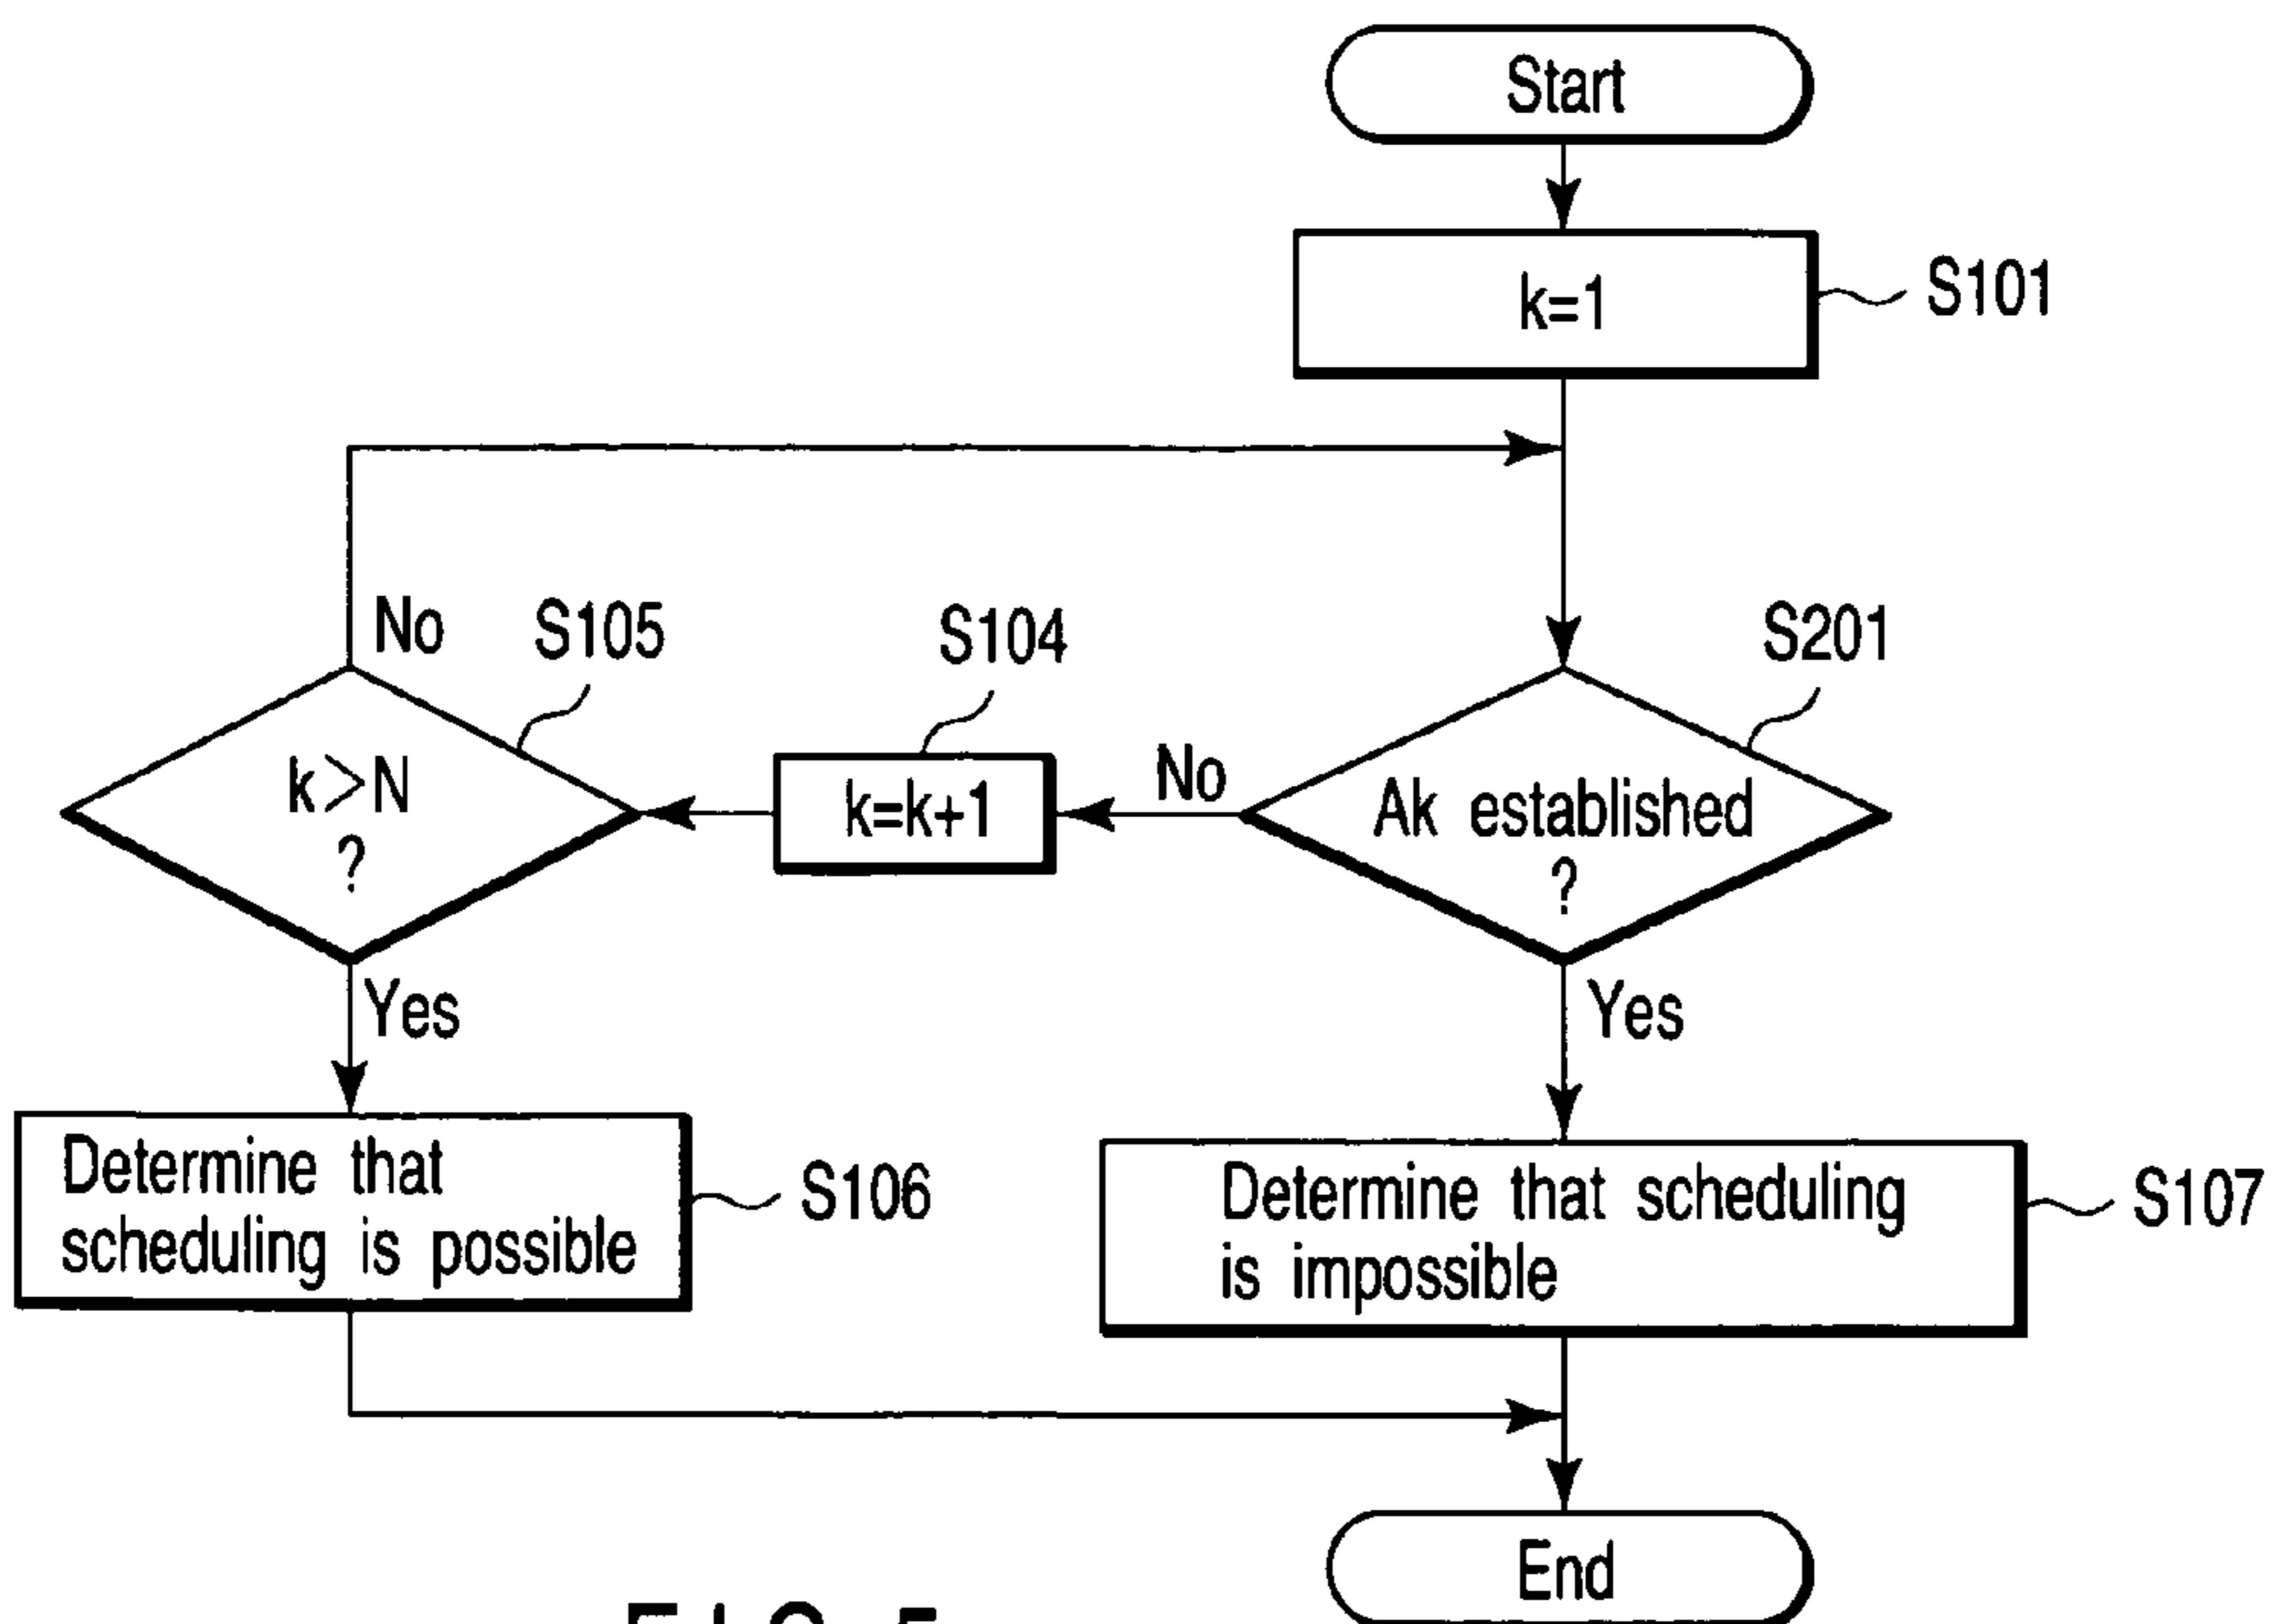 Start
k=1
S101
No
S105
S104
S201
k>N
?
k=k+1
No
Ak established
?
Yes
Yes
Determine that
scheduling is possible
S106
Determine that scheduling
is impossible
S107
End